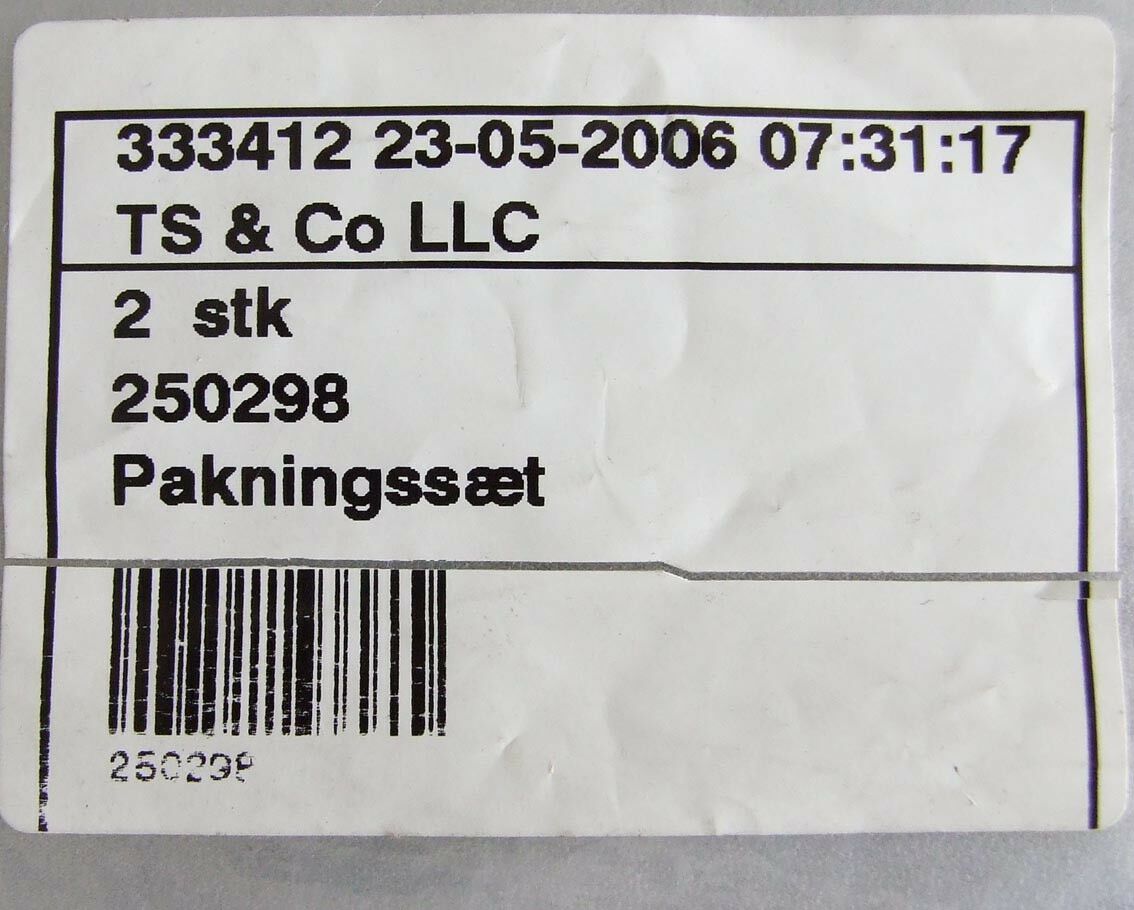 333412 23-05-2006 07:31:17
TS & Co LLC
2 stk
250298
Pakningssæt
250298